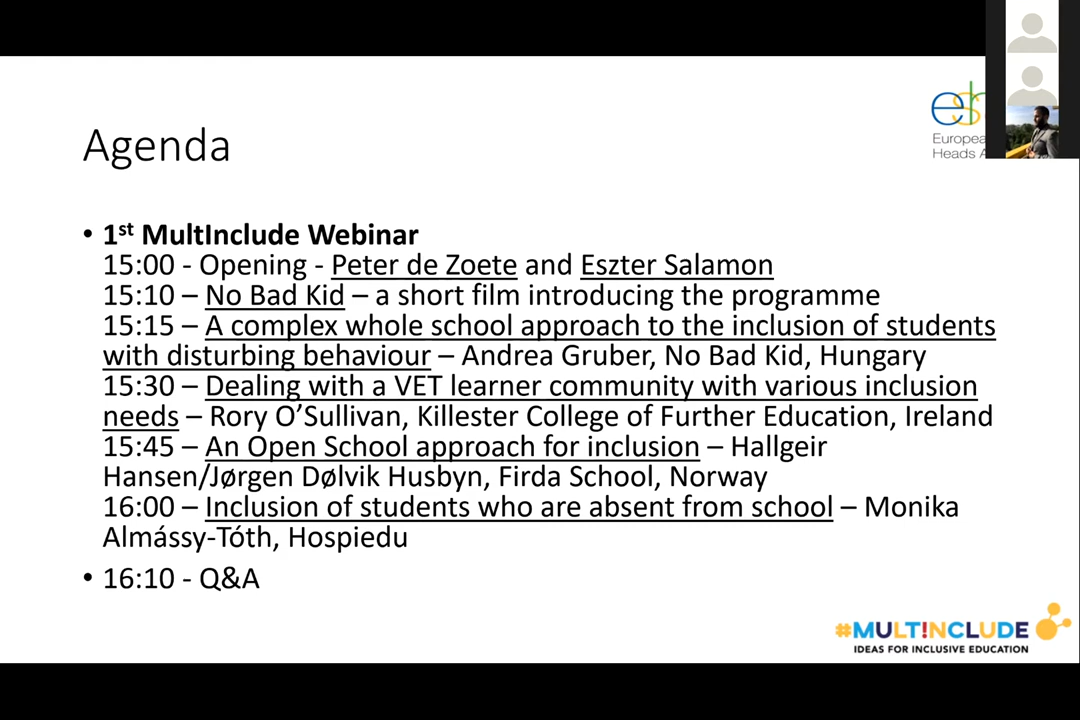 Agenda
• 1st MultInclude Webinar
15:00 - Opening - Peter de Zoete and Eszter Salamon
15:10 – No Bad Kid – a short film introducing the programme
15:15 – A complex whole school approach to the inclusion of students
with disturbing behaviour – Andrea Gruber, No Bad Kid, Hungary
15:30 – Dealing with a VET learner community with various inclusion
needs – Rory O’Sullivan, Killester College of Further Education, Ireland
15:45 – An Open School approach for inclusion – Hallgeir
Hansen/Jørgen Dølvik Husbyn, Firda School, Norway
16:00 – Inclusion of students who are absent from school – Monika
Almássy-Tóth, Hospiedu
• 16:10 - Q&A
esh
Europea
Heads A
#MULT!NCLUDE
IDEAS FOR INCLUSIVE EDUCATION